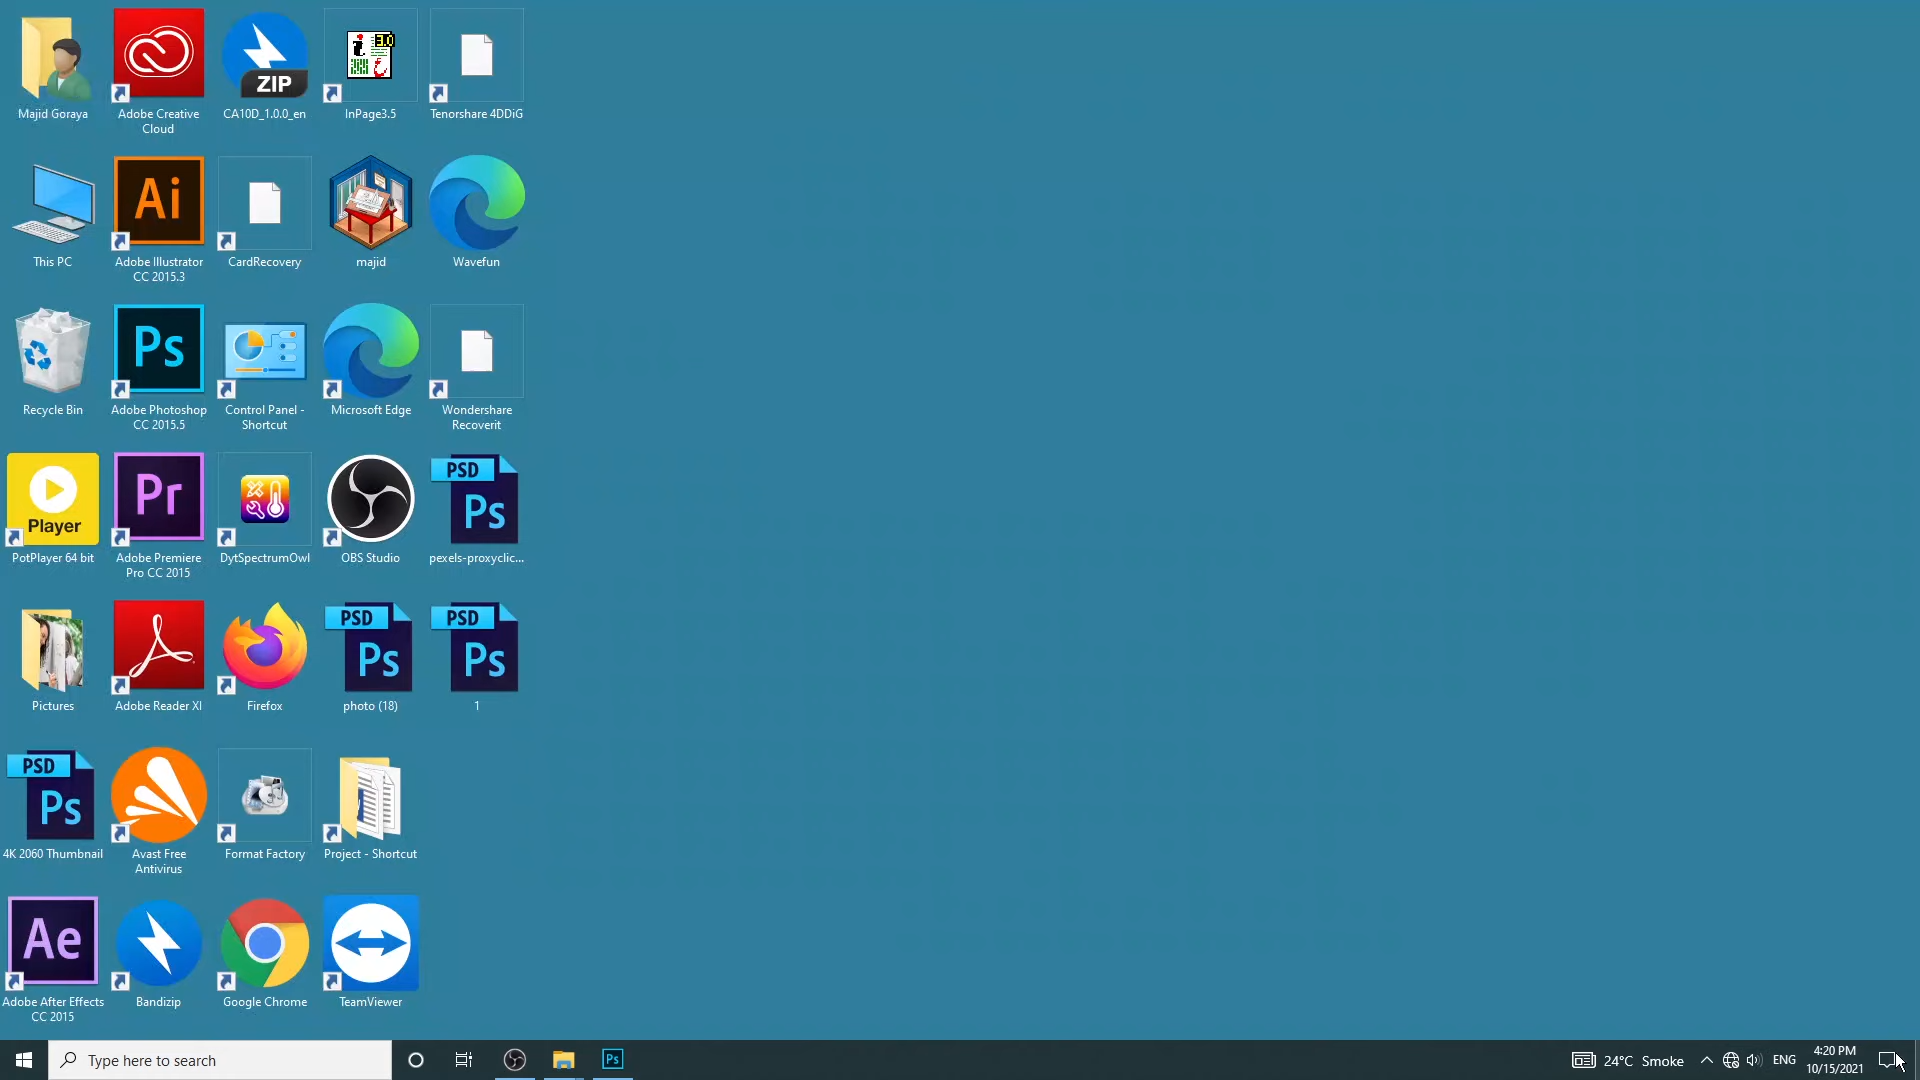 Majid Goraya
Adobe Creative
Cloud
ZIP
CA10D_1.0.0_en
3.0
InPage3.5
Tenorshare 4DDiG
This PC
Ai
Adobe Illustrator
CC 2015.3
CardRecovery
majid
Wavefun
Recycle Bin
Ps
Adobe Photoshop
CC 2015.5
Control Panel -
Shortcut
Microsoft Edge
Wondershare
Recoverit
Player
PotPlayer 64 bit
Pr
Adobe Premiere
Pro CC 2015
DytSpectrumOwl
OBS Studio
PSD
Ps
pexels-proxyclic...
Pictures
Adobe Reader XI
Firefox
PSD
Ps
photo (18)
PSD
Ps
1
PSD
Ps
4K 2060 Thumbnail
Avast Free
Antivirus
Format Factory
Project - Shortcut
Ae
Adobe After Effects
CC 2015
Bandizip
Google Chrome
TeamViewer
Type here to search
Ps
24°C Smoke
ENG
4:20 PM
10/15/2021